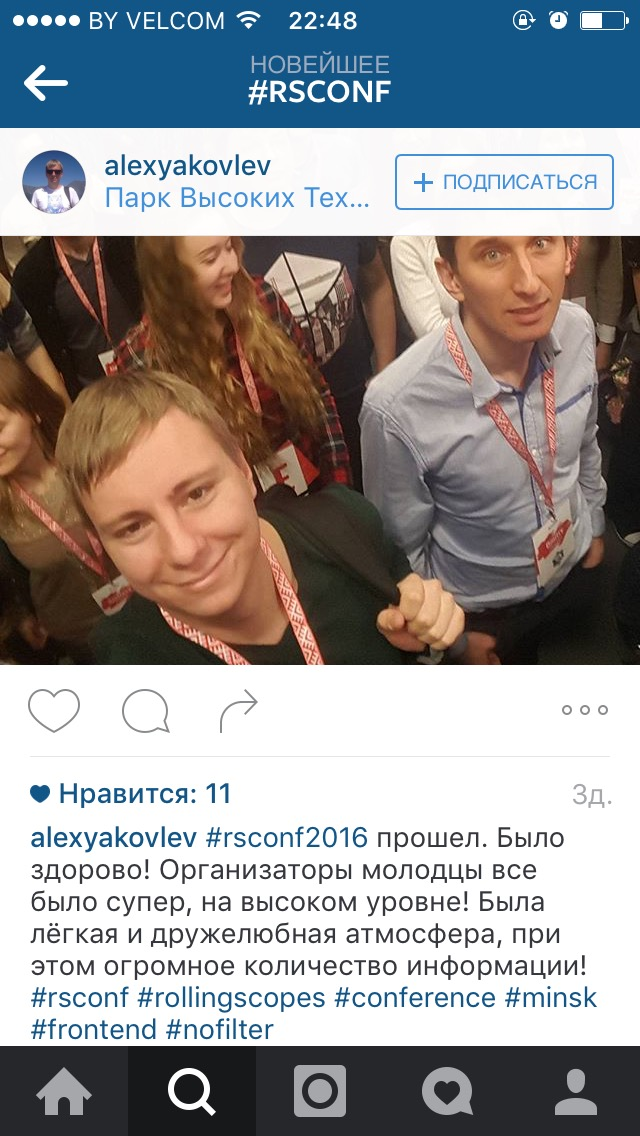 BY VELCOM 22:48
НОВЕЙШЕЕ
#RSCONF
alexyakovlev
Парк Высоких Тех...
+ ПОДПИСАТЬСЯ
Нравится: 11
3д.
alexyakovlev #rsconf2016 прошел. Было
здорово! Организаторы молодцы все
было супер, на высоком уровне! Была
лёгкая и дружелюбная атмосфера, при
этом огромное количество информации!
#rsconf #rollingscopes #conference #minsk
#frontend #nofilter